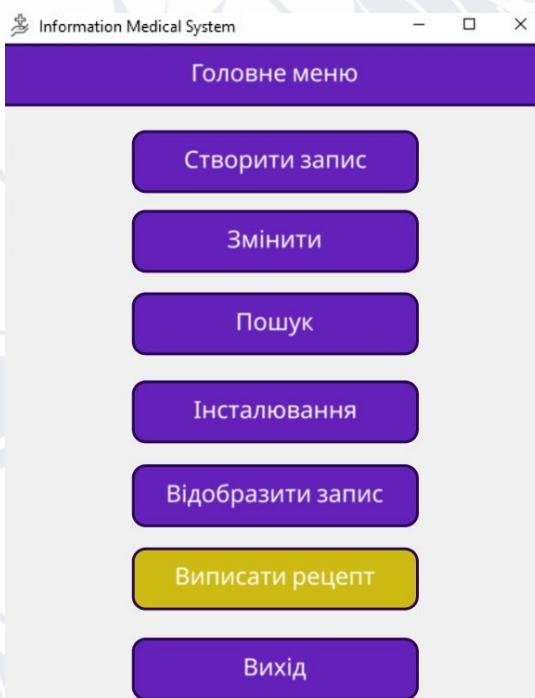 Information Medical System
Головне меню
Створити запис
Змінити
Пошук
Інсталювання
Відобразити запис
Виписати рецепт
Вихід